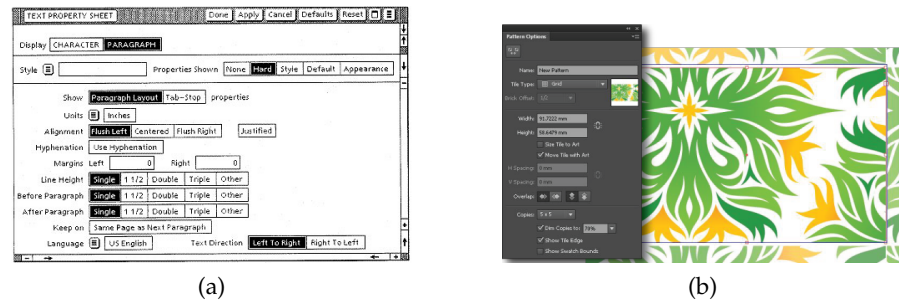 TEXT PROPERTY SHEET Done Apply Cancel Defaults Reset
Display CHARACTER PARAGRAPH
Style Properties Shown None Hard Style Default Appearance
Show Paragraph Layout Tab-Stop properties
Units Inches
Alignment Flush Left Centered Flush Right Justified
Hyphenation Use Hyphenation
Margins Left 0 Right 0
Line Height Single 1 1/2 Double Triple Other
Before Paragraph Single 1 1/2 Double Triple Other
After Paragraph Single 1 1/2 Double Triple Other
Keep on Same Page as Next Paragraph
Language US English Text Direction Left To Right Right To Left
(a)
Pattern Options
Name: New Pattern
Tile Type: Grid
Brick Offset: 1/2
Width: 91.7222 mm
Height:
Size Tile to Art
Move Tile with Art
H Spacing: 0 mm
V Spacing: 0 mm
Overlap:
Copies: 5 x 5
Dim Copies to: 70%
Show Tile Edge
Show Swatch Bounds
(b)